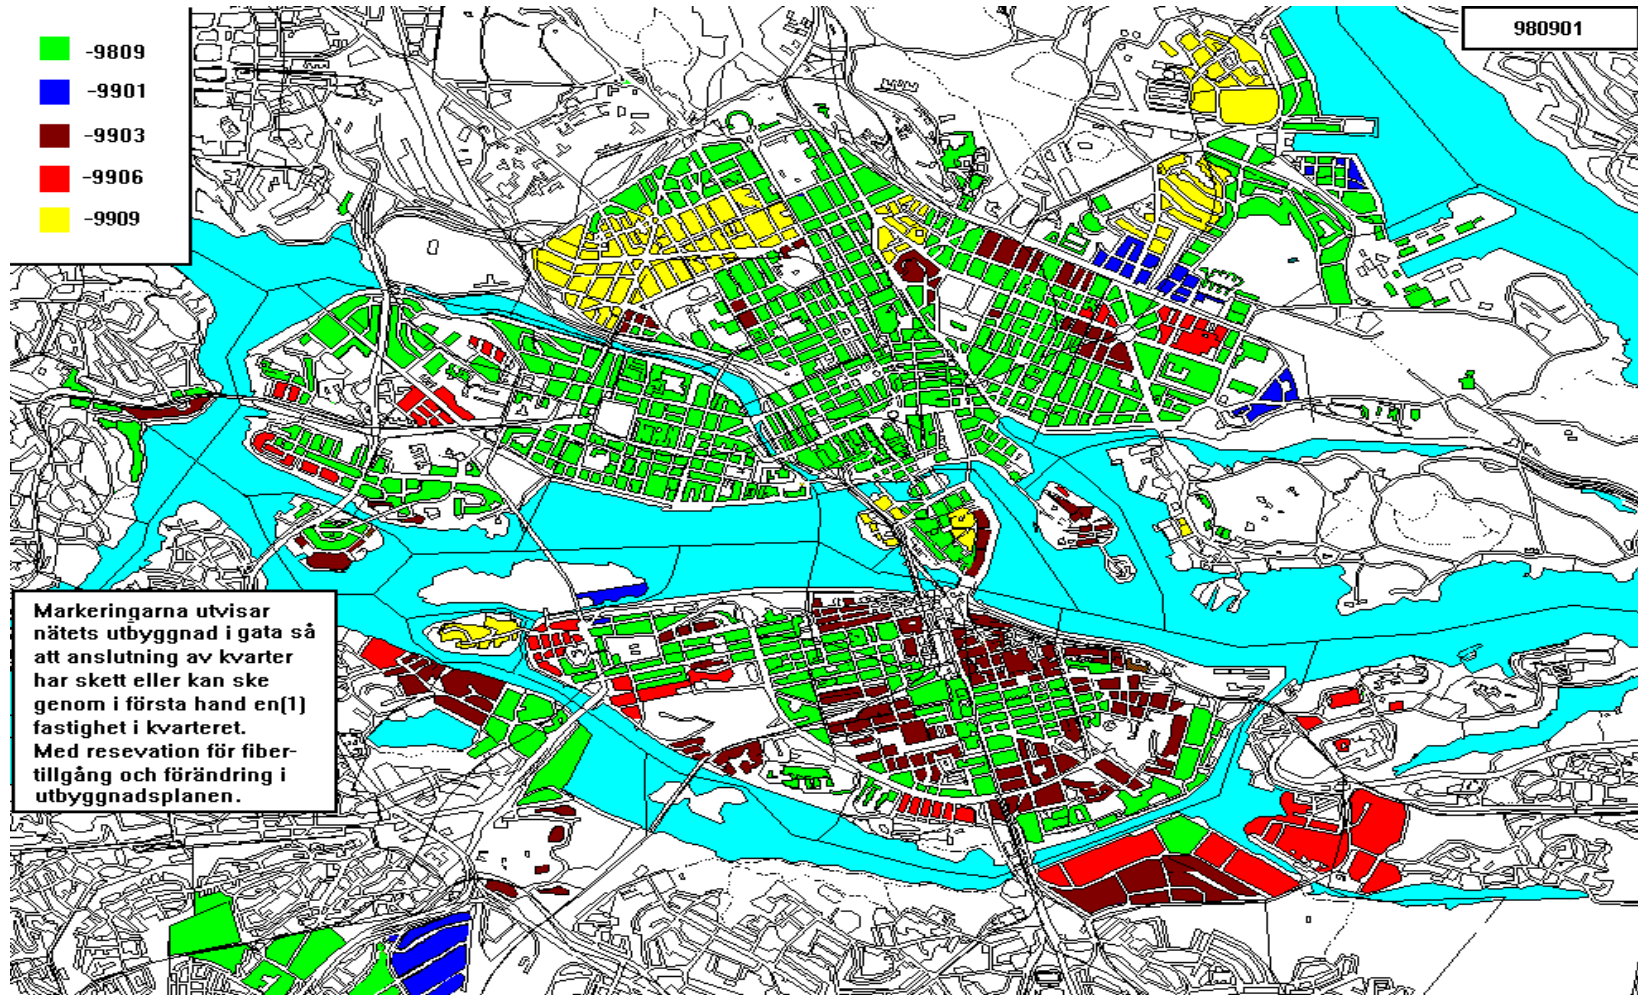 -9809
-9901
-9903
-9906
-9909
980901
Markeringarna utvisar
nätets utbyggnad i gata så
att anslutning av kvarter
har skett eller kan ske
genom i första hand en(1)
fastighet i kvarteret.
Med resevation för fiber-
tillgång och förändring i
utbyggnadsplanen.